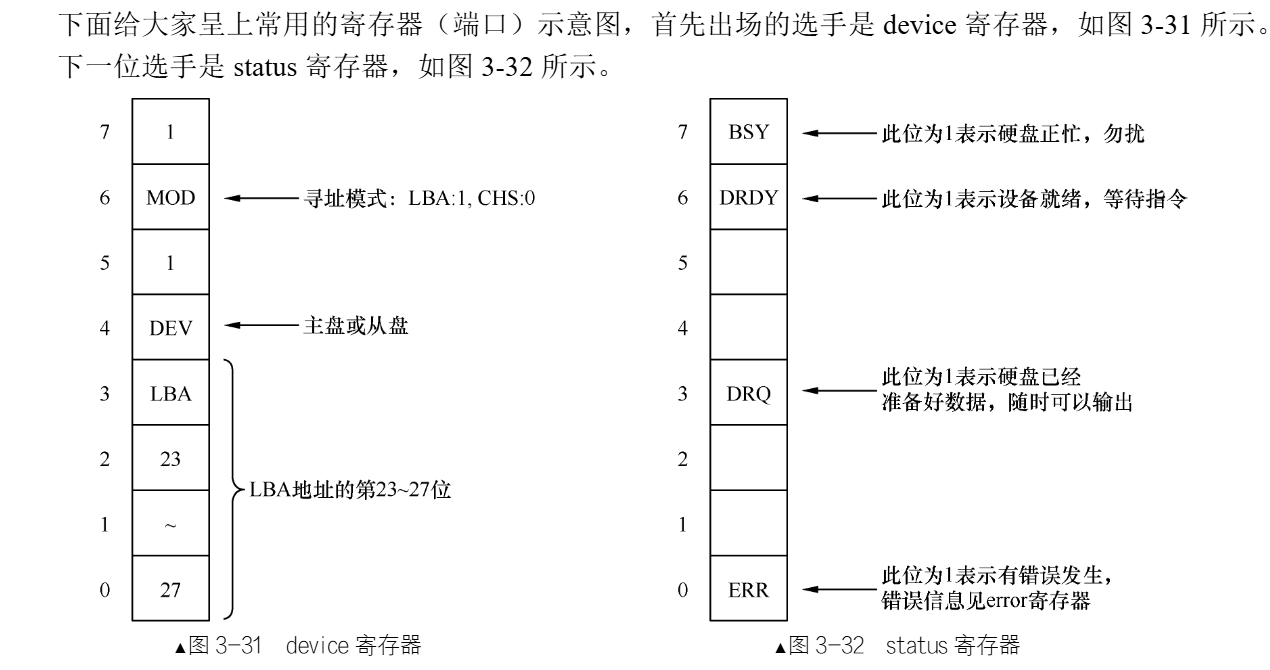 下面给大家呈上常用的寄存器（端口）示意图，首先出场的选手是 device 寄存器，如图 3-31 所示。
下一位选手是 status 寄存器，如图 3-32 所示。
7 1
6 MOD 寻址模式：LBA:1, CHS:0
5 1
4 DEV 主盘或从盘
3 LBA
2 23
LBA地址的第23~27位
1 ~
0 27
▲图 3-31 device 寄存器
7 BSY 此位为1表示硬盘正忙，勿扰
6 DRDY 此位为1表示设备就绪，等待指令
5
4
此位为1表示硬盘已经
3 DRQ
准备好数据，随时可以输出
2
1
此位为1表示有错误发生，
0 ERR
错误信息见error寄存器
▲图 3-32 status 寄存器